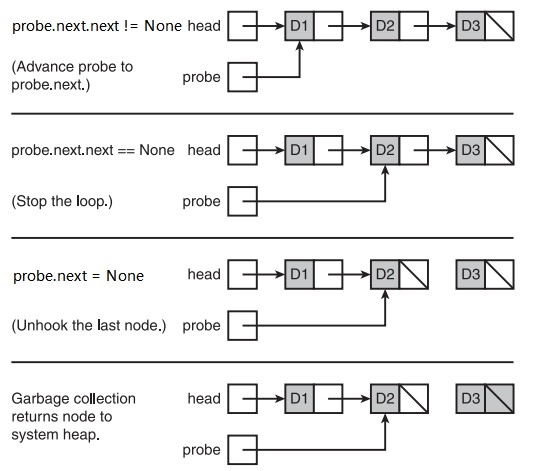 probe.next.next != None head D1 D2 D3
(Advance probe to
probe.next.)
probe
probe.next.next == None head D1 D2 D3
(Stop the loop.) probe
probe.next = None head D1 D2 D3
(Unhook the last node.) probe
Garbage collection
returns node to
system heap.
head D1 D2 D3
probe